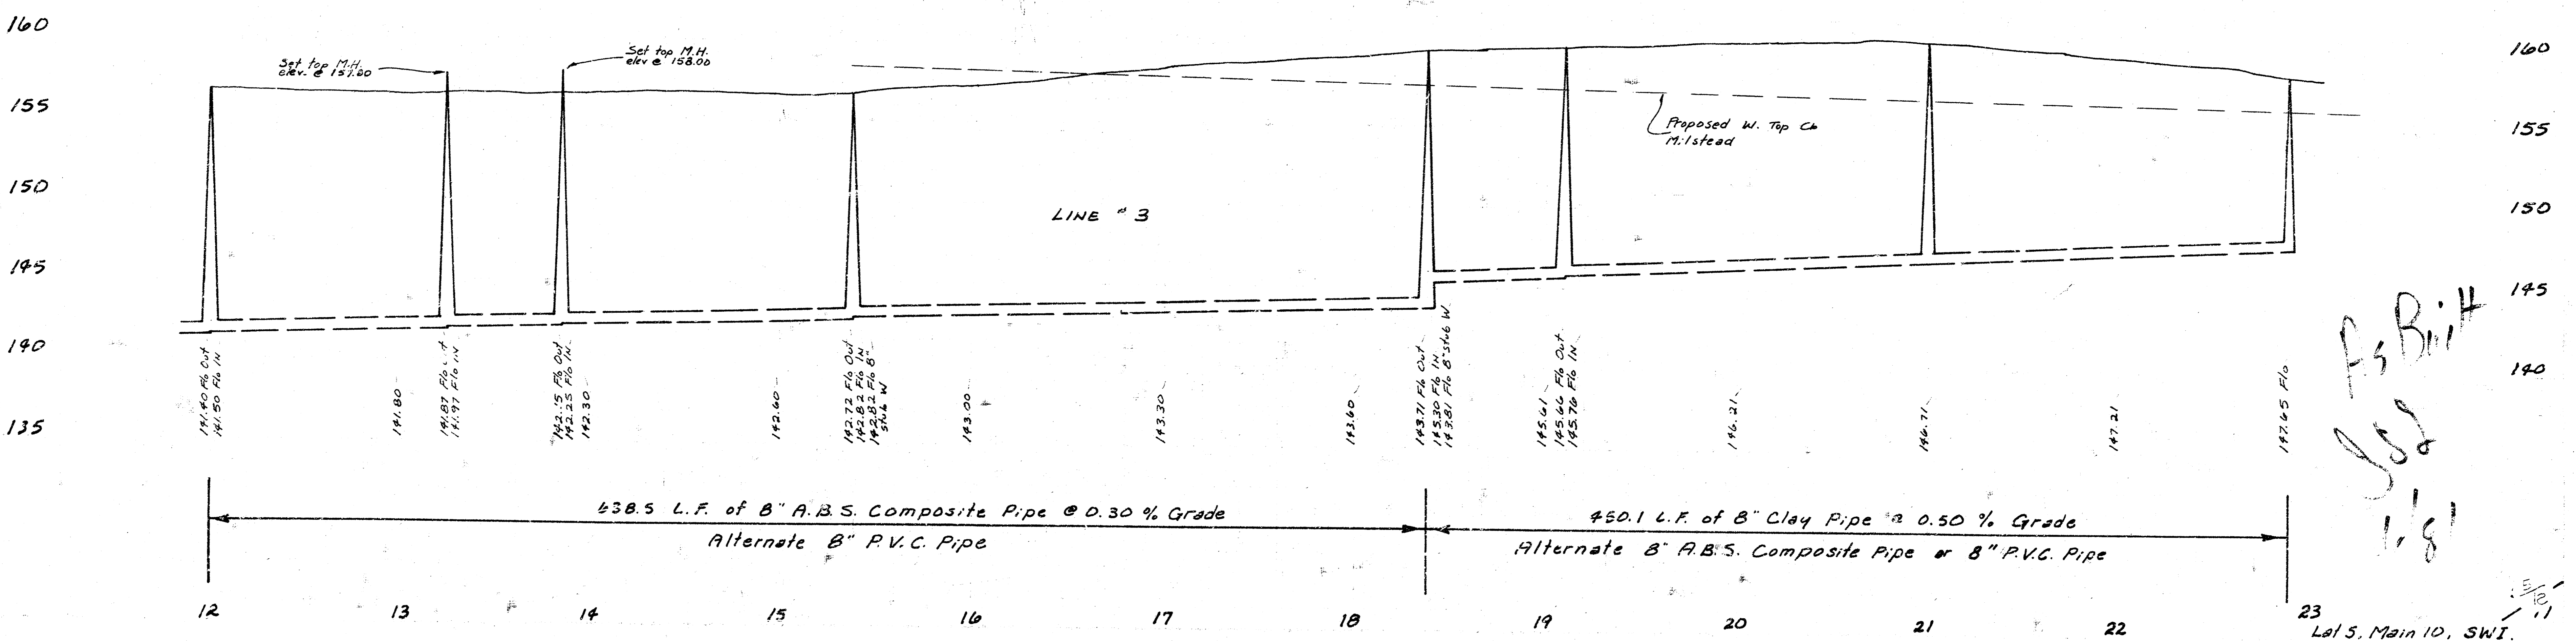 160
155
150
145
140
135
Set top M.H.
elev. @ 157.00
Set top M.H.
elev @ 158.00
LINE # 3
Proposed W. Top Cb
Milstead
160
155
150
145
140
141.40 Flo Out
141.50 Flo IN
141.80
141.87 Flo
141.97 Flo IN
142.15 Flo Out
142.25 Flo IN
142.30
142.60
142.72 Flo Out
142.82 Flo IN
142.82 Flo 8"
stub W
143.00
143.30
143.60
143.71 Flo Out
145.30 Flo IN
143.81 Flo 8" stub W
145.61
145.66 Flo Out
145.76 Flo IN
146.21
146.71
147.21
147.65 Flo
As Built
638.5 L.F. of 8" A.B.S. Composite Pipe @ 0.30 % Grade
Alternate 8" P.V.C. Pipe
450.1 L.F. of 8" Clay Pipe @ 0.50 % Grade
Alternate 8" A.B.S. Composite Pipe or 8" P.V.C. Pipe
12 13 14 15 16 17 18 19 20 21 22 23
Lat 5, Main 10, SWI.